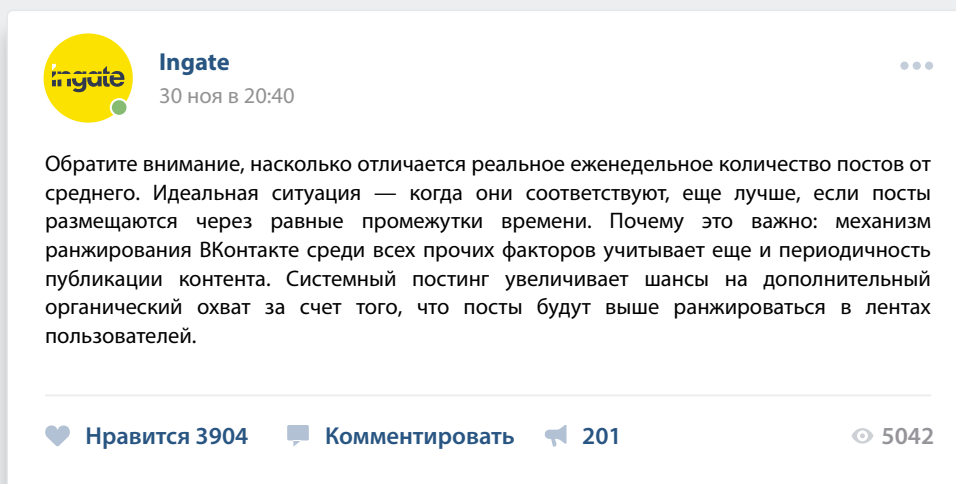 ingate
Ingate
30 ноя в 20:40
Обратите внимание, насколько отличается реальное еженедельное количество постов от
среднего. Идеальная ситуация — когда они соответствуют, еще лучше, если посты
размещаются через равные промежутки времени. Почему это важно: механизм
ранжирования ВКонтакте среди всех прочих факторов учитывает еще и периодичность
публикации контента. Системный постинг увеличивает шансы на дополнительный
органический охват за счет того, что посты будут выше ранжироваться в лентах
пользователей.
Нравится 3904 Комментировать 201 5042